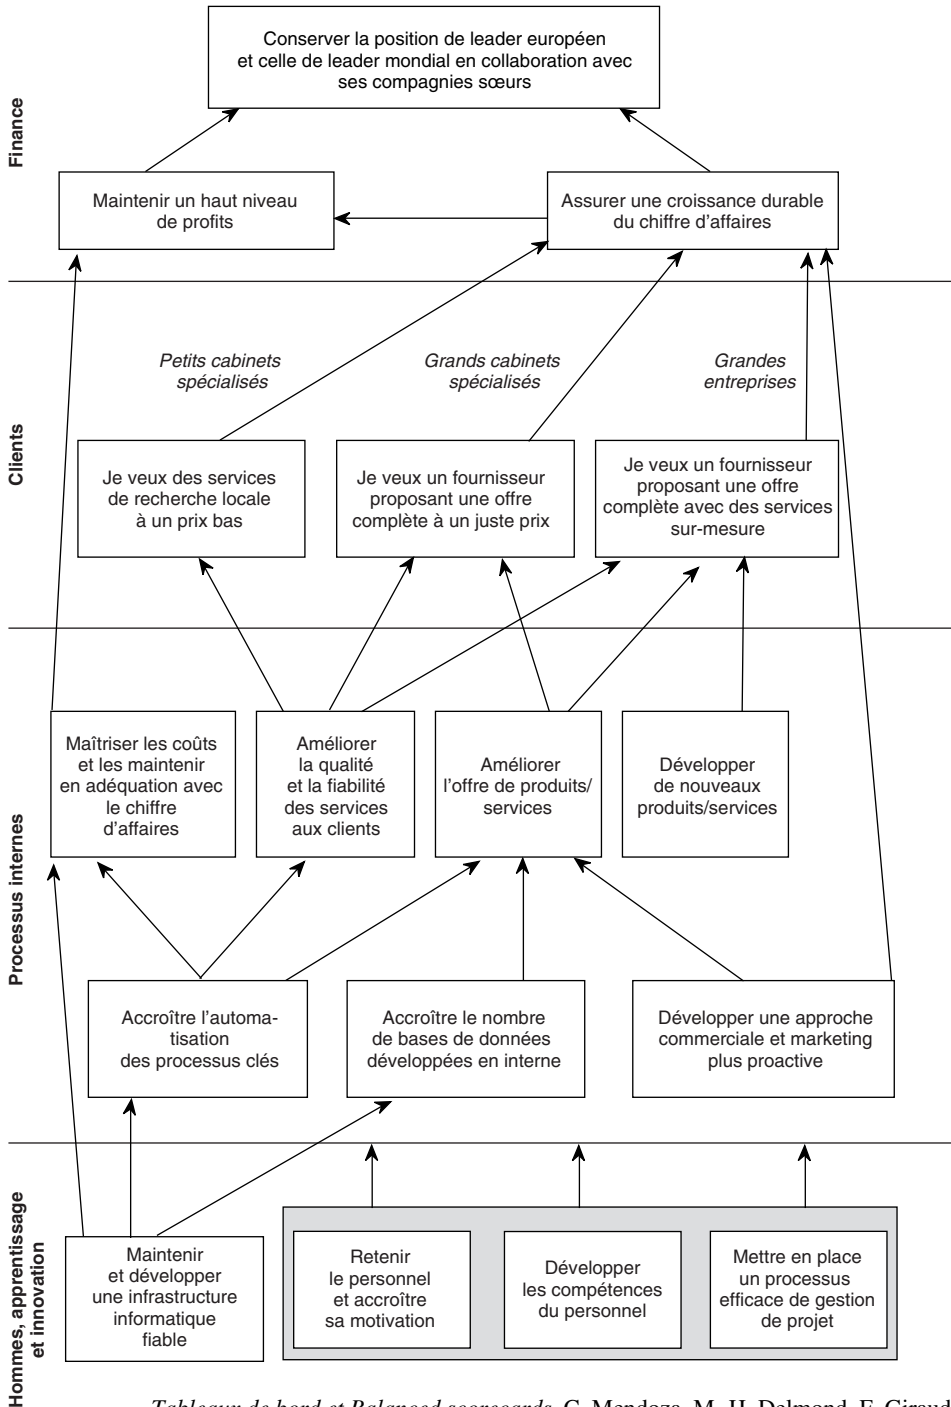 Conserver la position de leader européen
et celle de leader mondial en collaboration avec
ses compagnies sœurs
Finance
Maintenir un haut niveau
de profits
Assurer une croissance durable
du chiffre d'affaires
Petits cabinets
spécialisés
Grands cabinets
spécialisés
Grandes
entreprises
Clients
Je veux des services
de recherche locale
à un prix bas
Je veux un fournisseur
proposant une offre
complète à un juste prix
Je veux un fournisseur
proposant une offre
complète avec des services
sur-mesure
Processus internes
Maîtriser les coûts
et les maintenir
en adéquation avec
le chiffre
d'affaires
Améliorer
la qualité
et la fiabilité
des services
aux clients
Améliorer
l'offre de produits/
services
Développer
de nouveaux
produits/services
Accroître l'automa-
tisation
des processus clés
Accroître le nombre
de bases de données
développées en interne
Développer une approche
commerciale et marketing
plus proactive
Hommes, apprentissage
et innovation
Maintenir
et développer
une infrastructure
informatique
fiable
Retenir
le personnel
et accroître
sa motivation
Développer
les compétences
du personnel
Mettre en place
un processus
efficace de gestion
de projet
Tableaux de bord et Balanced scorecards, C. Mendoza, M.-H. Delmond, F. Giraud